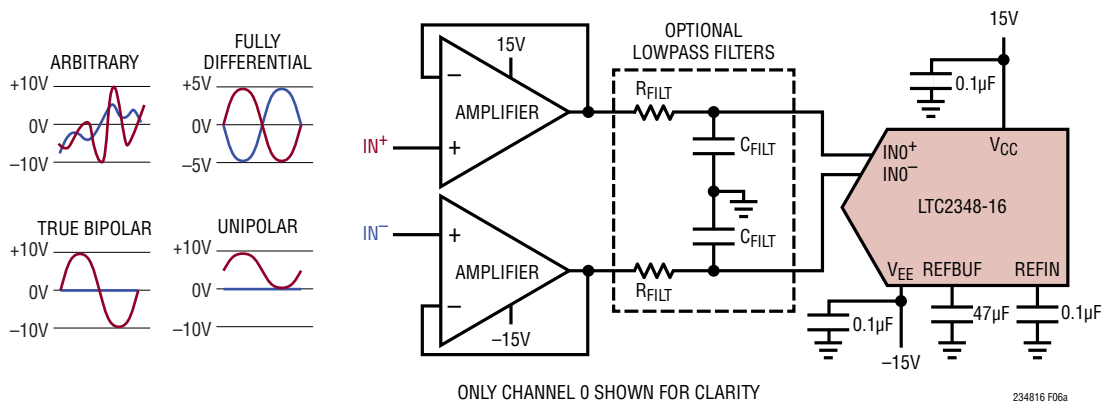 ARBITRARY
+10V
0V
–10V
FULLY
DIFFERENTIAL
+5V
0V
–5V
TRUE BIPOLAR
+10V
0V
–10V
UNIPOLAR
+10V
0V
–10V
15V
–
AMPLIFIER
+
IN+
IN–
+
AMPLIFIER
–
–15V
OPTIONAL
LOWPASS FILTERS
RFILT
CFILT
CFILT
RFILT
15V
0.1µF
IN0+
IN0–
VCC
LTC2348-16
VEE
REFBUF
REFIN
0.1µF
–15V
47µF
0.1µF
ONLY CHANNEL 0 SHOWN FOR CLARITY
234816 F06a